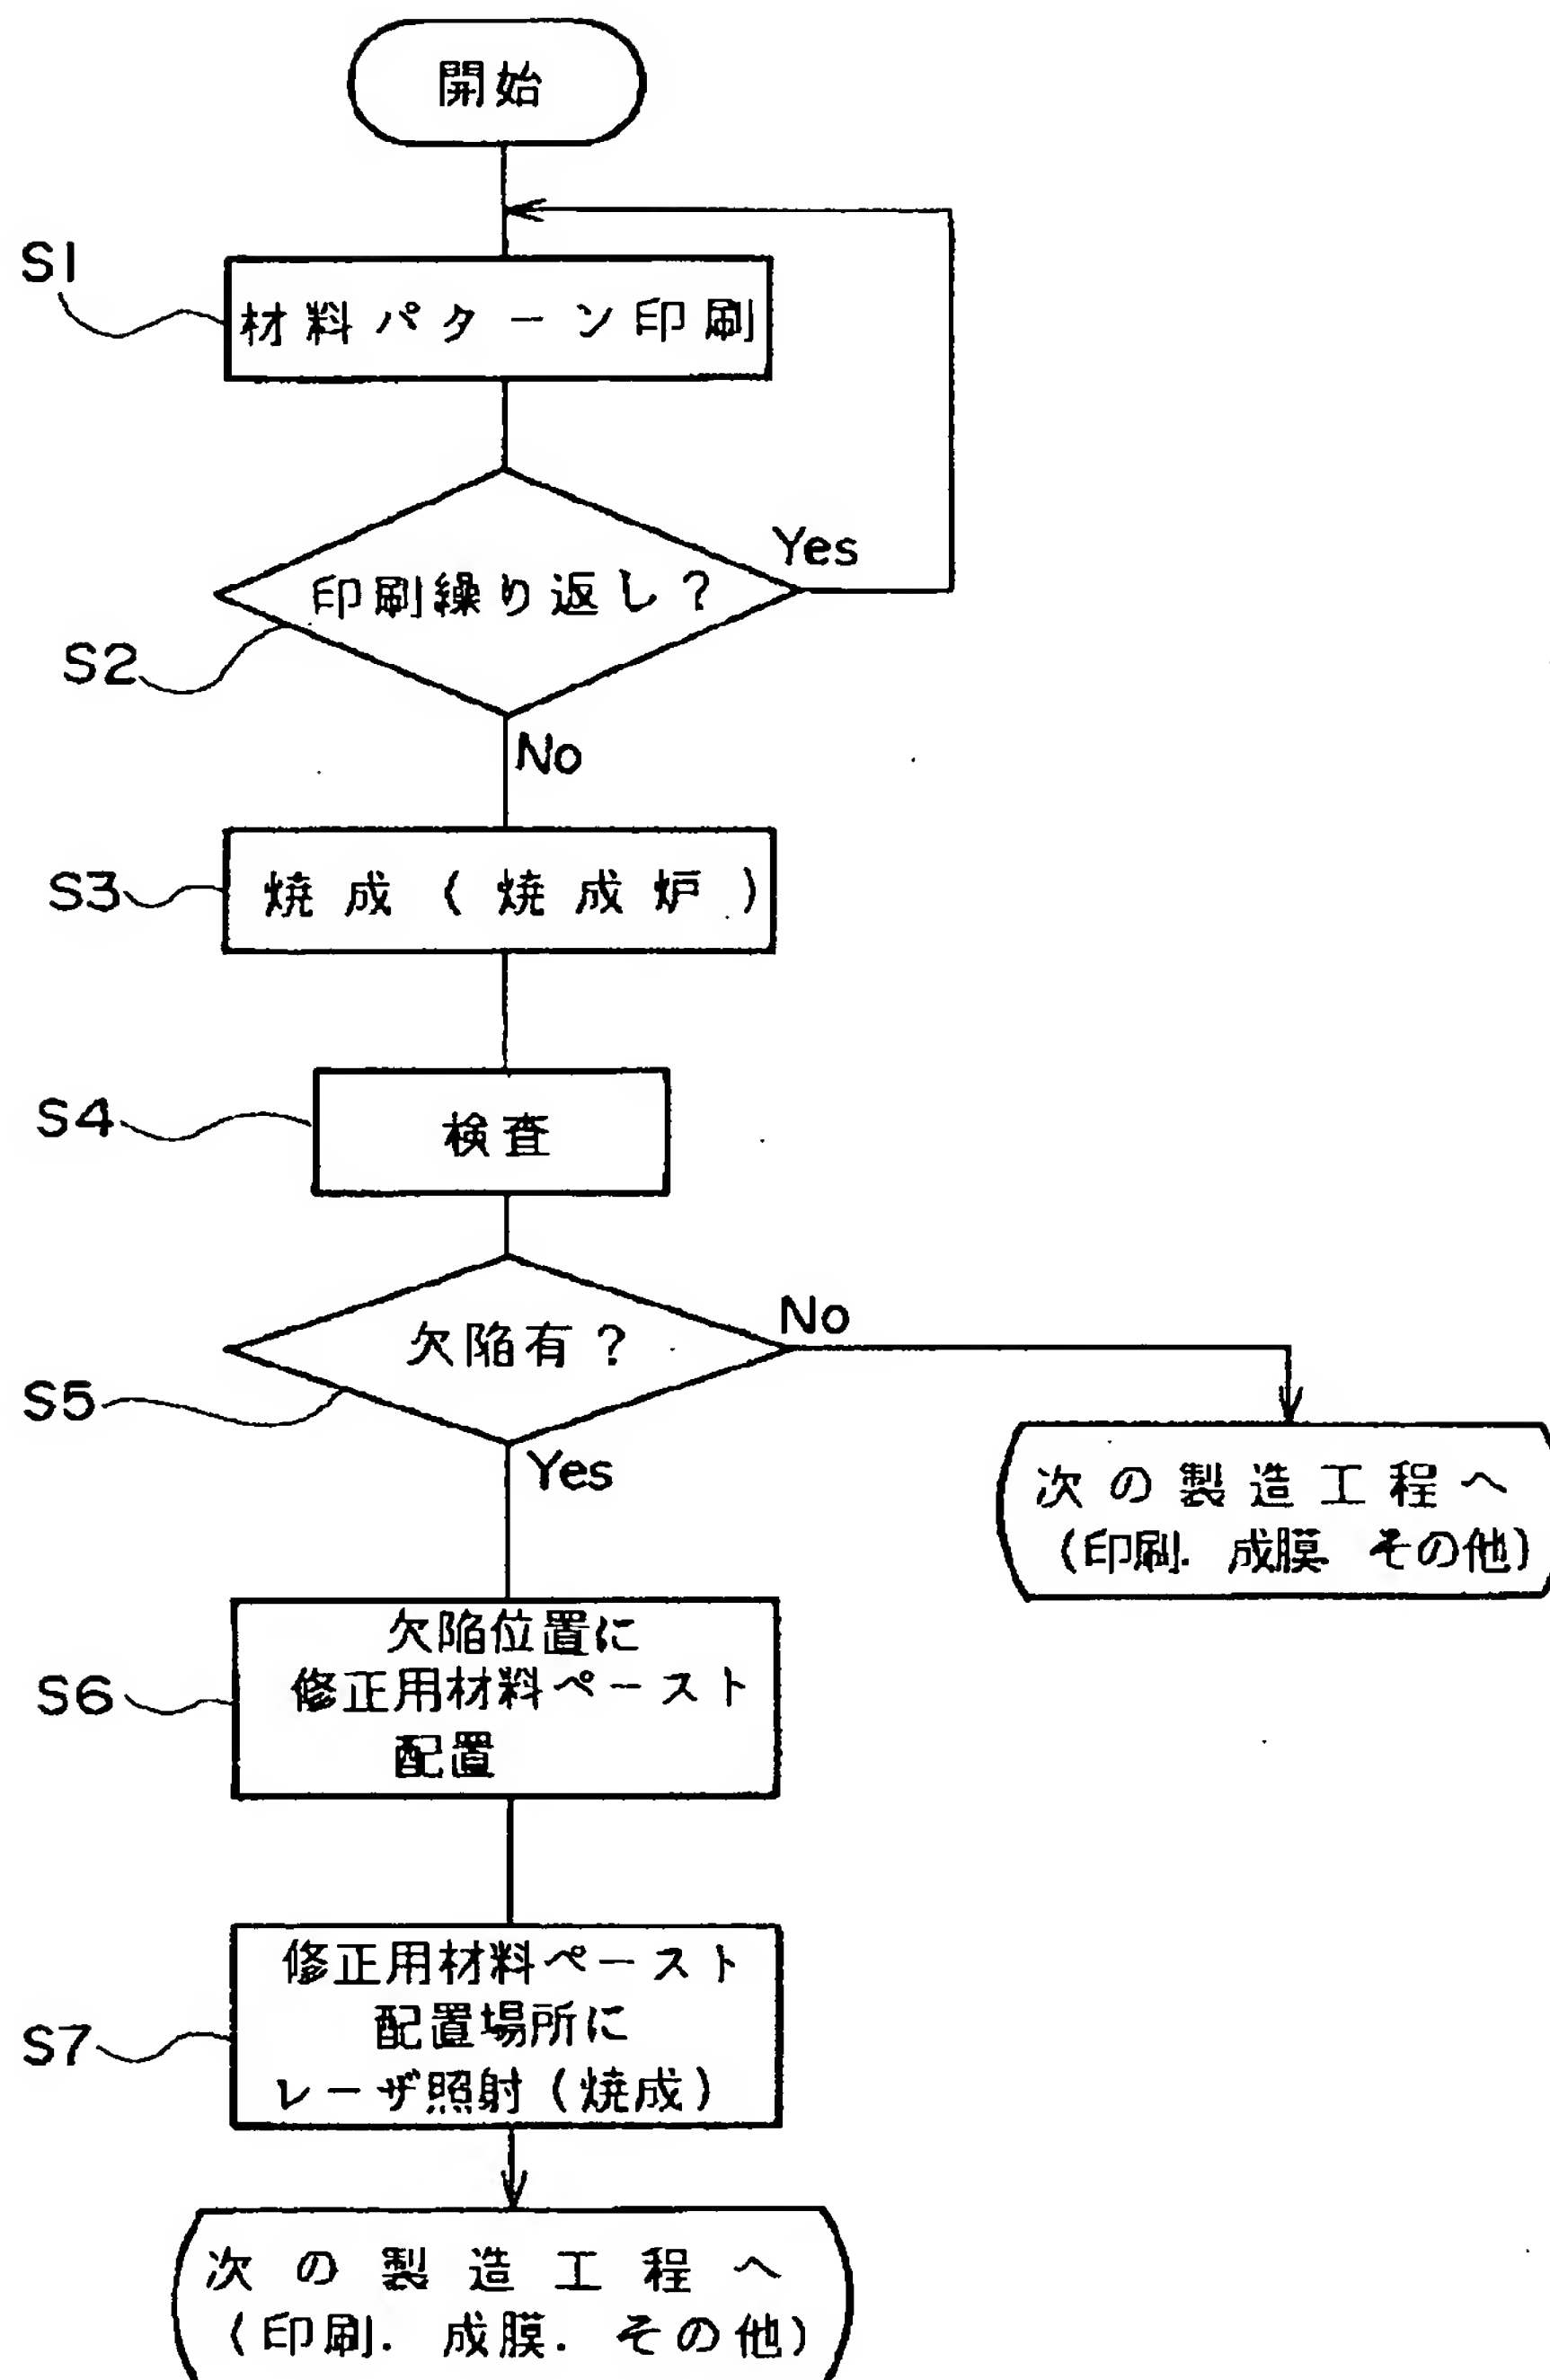 開始
S1
材料パターン印刷
Yes
印刷繰り返し?
S2
No
S3
焼成(焼成炉)
S4
検査
No
欠陥有?
S5
Yes
次の製造工程へ
(印刷. 成膜 その他)
欠陥位置に
S6
修正用材料ペースト
配置
修正用材料ペースト
配置場所に
S7
レーザ照射(焼成)
次の製造工程へ
(印刷. 成膜. その他)